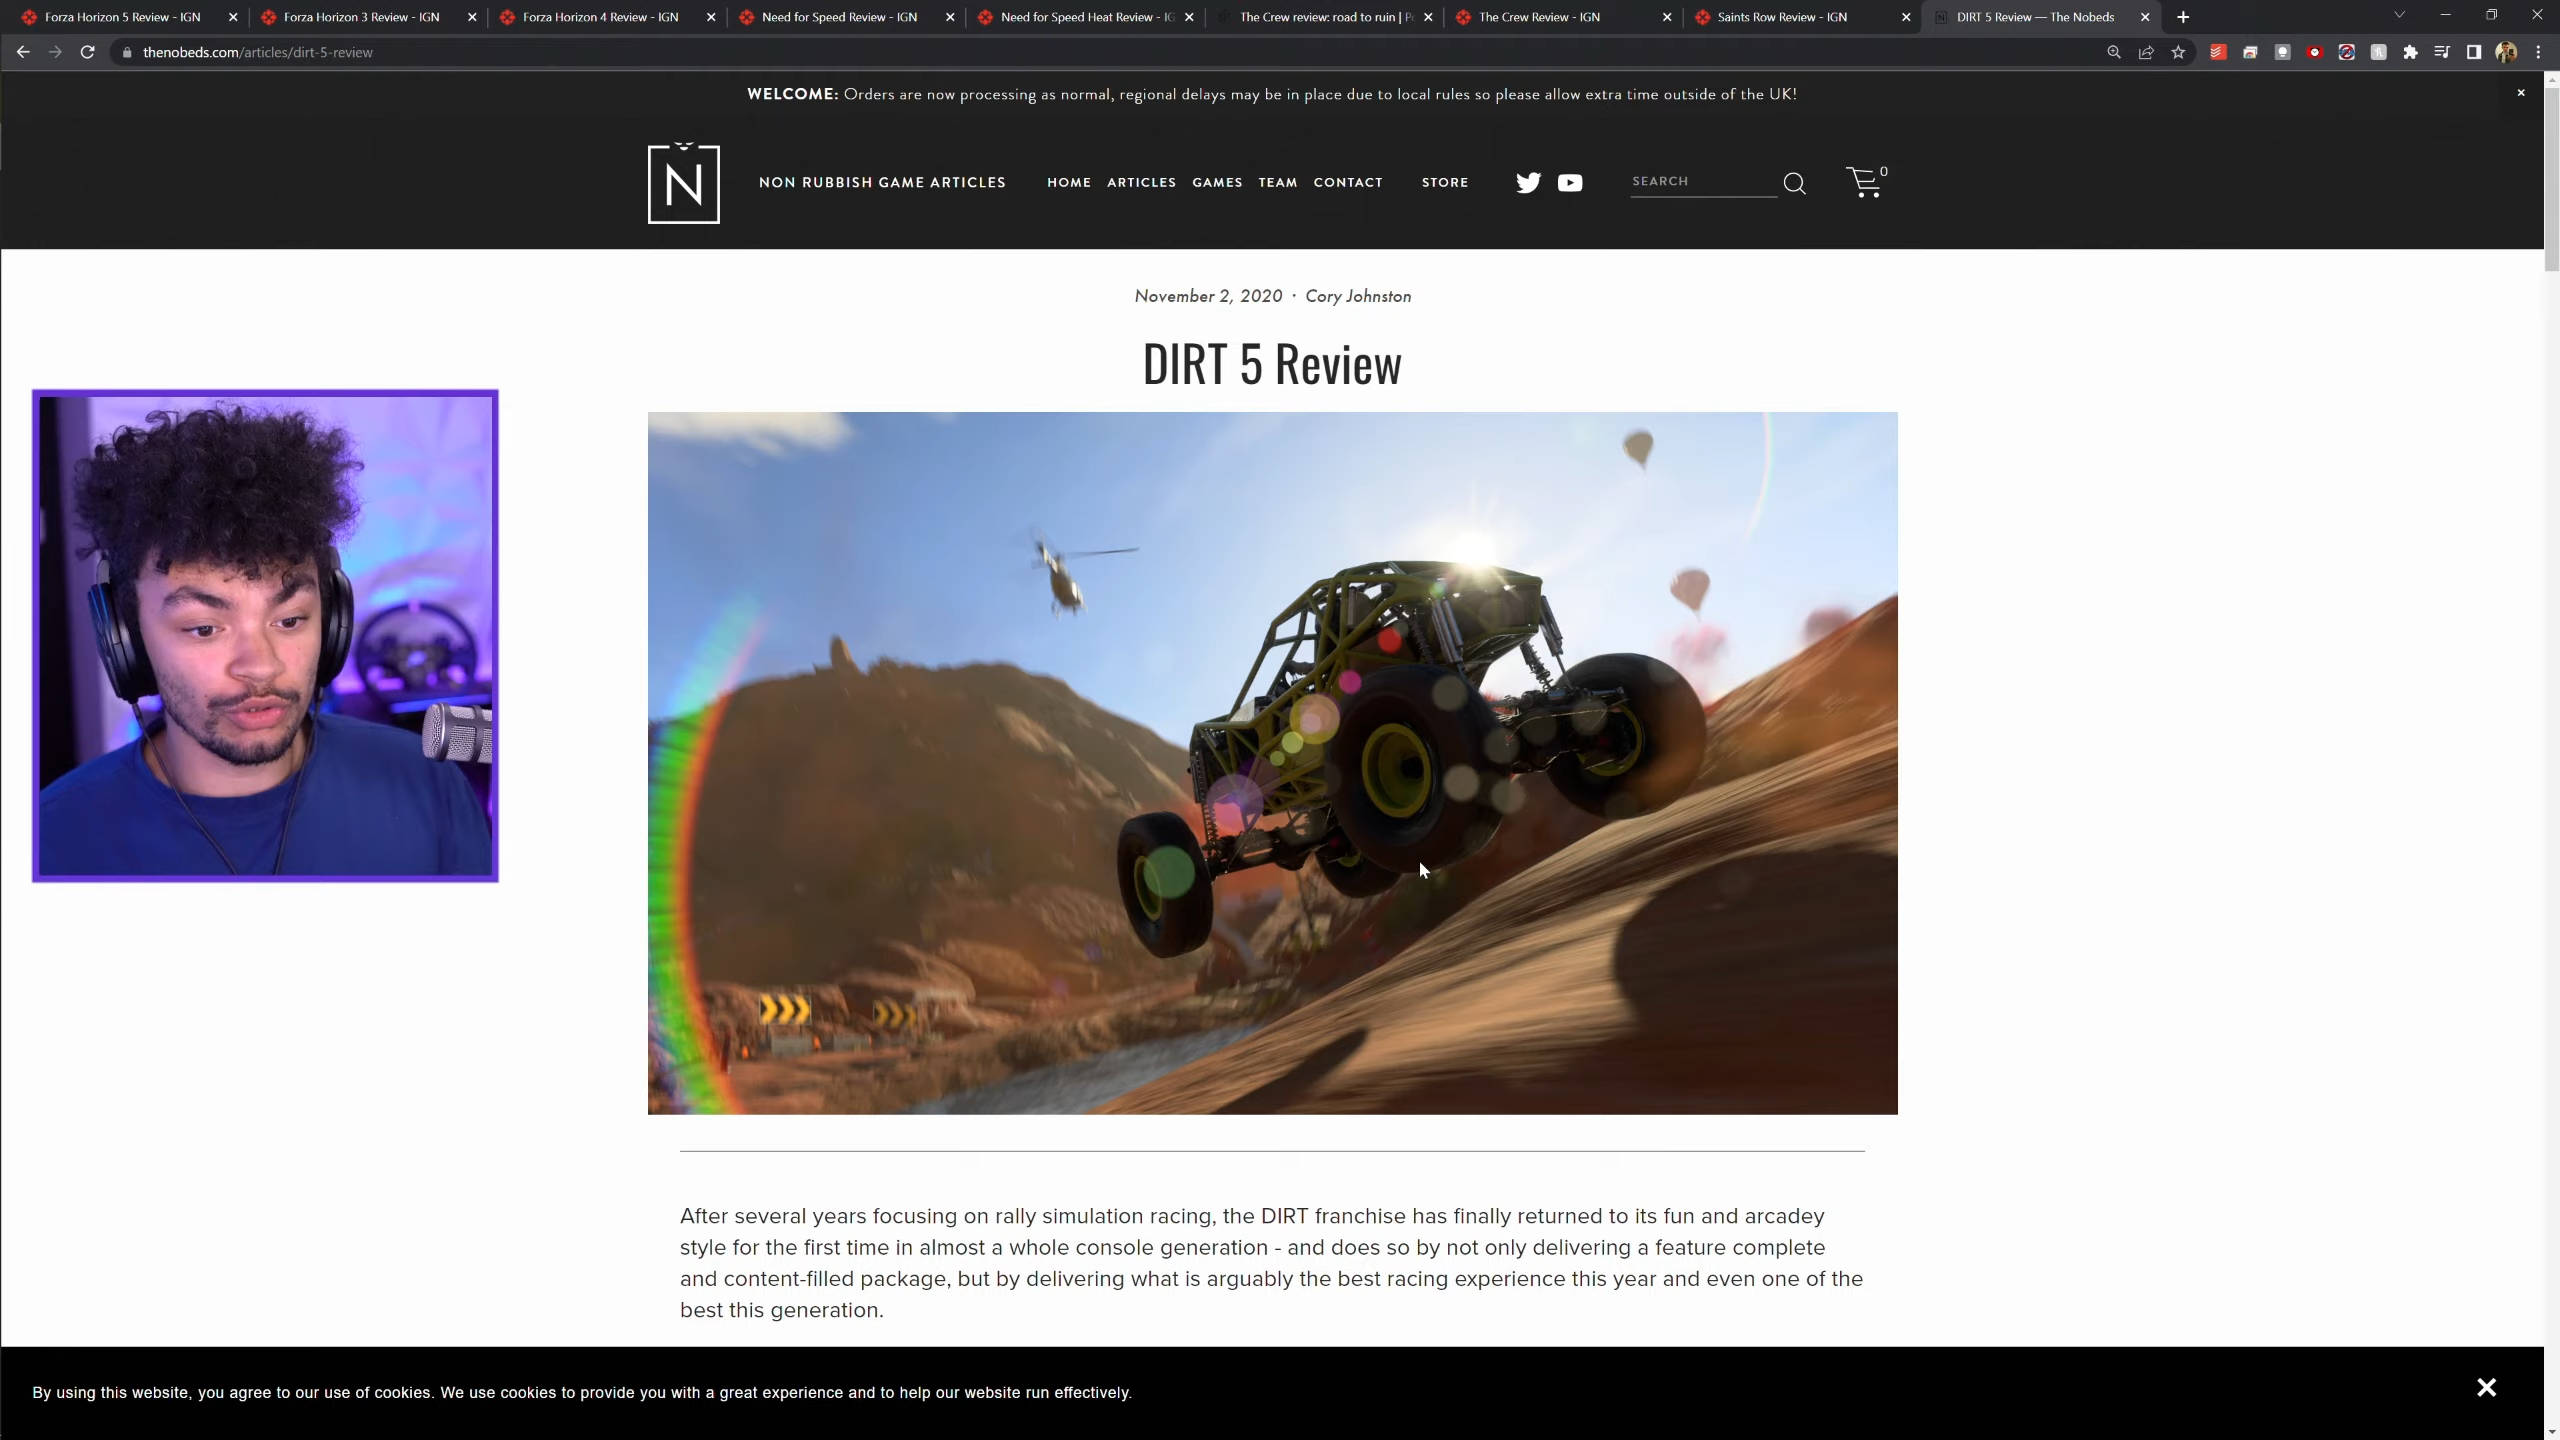 Forza Horizon 5 Review - IGN
Forza Horizon 3 Review - IGN
Forza Horizon 4 Review - IGN
Need for Speed Review - IGN
Need for Speed Heat Review - IG
The Crew review: road to ruin |
The Crew Review - IGN
Saints Row Review - IGN
DIRT 5 Review — The Nobeds
thenobeds.com/articles/dirt-5-review
WELCOME: Orders are now processing as normal, regional delays may be in place due to local rules so please allow extra time outside of the UK!
N
NON RUBBISH GAME ARTICLES
HOME ARTICLES GAMES TEAM CONTACT STORE
SEARCH
0
November 2, 2020 · Cory Johnston
DIRT 5 Review
After several years focusing on rally simulation racing, the DIRT franchise has finally returned to its fun and arcadey
style for the first time in almost a whole console generation - and does so by not only delivering a feature complete
and content-filled package, but by delivering what is arguably the best racing experience this year and even one of the
best this generation.
By using this website, you agree to our use of cookies. We use cookies to provide you with a great experience and to help our website run effectively.